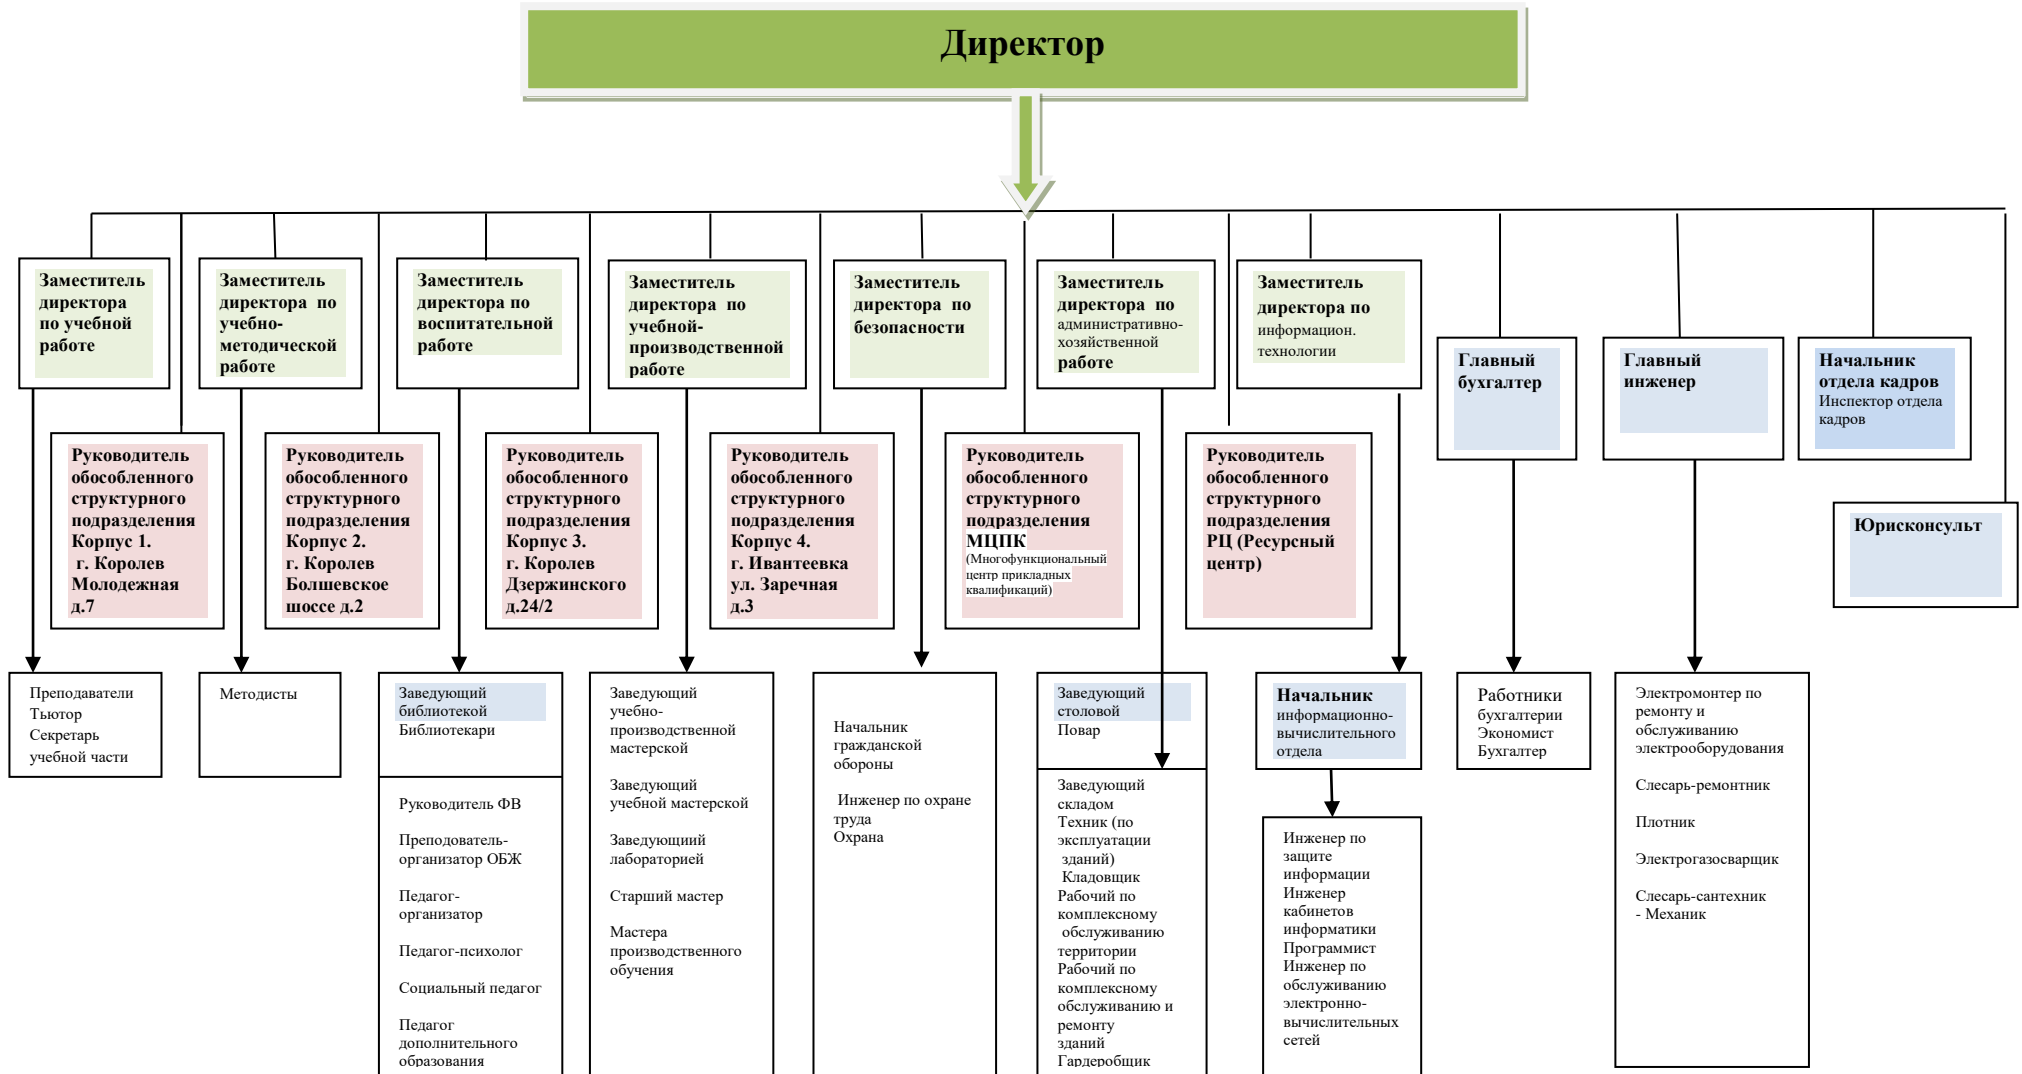 Директор
Заместитель
директора
по учебной
работе
Заместитель
директора по
учебно-
методической
работе
Заместитель
директора по
воспитательной
работе
Заместитель
директора по
учебной-
производственной
работе
Заместитель
директора по
безопасности
Заместитель
директора по
административно-
хозяйственной
работе
Заместитель
директора по
информацион.
технологии
Главный
бухгалтер
Главный
инженер
Начальник
отдела кадров
Инспектор отдела
кадров
Руководитель
обособленного
структурного
подразделения
Корпус 1.
г. Королев
Молодежная
д.7
Руководитель
обособленного
структурного
подразделения
Корпус 2.
г. Королев
Болшевское
шоссе д.2
Руководитель
обособленного
структурного
подразделения
Корпус 3.
г. Королев
Дзержинского
д.24/2
Руководитель
обособленного
структурного
подразделения
Корпус 4.
г. Ивантеевка
ул. Заречная
д.3
Руководитель
обособленного
структурного
подразделения
МЦПК
(Многофункциональный
центр прикладных
квалификаций)
Руководитель
обособленного
структурного
подразделения
РЦ (Ресурсный
центр)
Юрисконсульт
Преподаватели
Тьютор
Секретарь
учебной части
Методисты
Заведующий
библиотекой
Библиотекари
Руководитель ФВ
Преподователь-
организатор ОБЖ
Педагог-
организатор
Педагог-психолог
Социальный педагог
Педагог
дополнительного
образования
Заведующий
учебно-
производственной
мастерской
Заведующий
учебной мастерской
Заведующиий
лабораторией
Старший мастер
Мастера
производственного
обучения
Начальник
гражданской
обороны
Инженер по охране
труда
Охрана
Заведующий
столовой
Повар
Заведующий
складом
Техник (по
эксплуатации
зданий)
Кладовщик
Рабочий по
комплексному
обслуживанию
территории
Рабочий по
комплексному
обслуживанию и
ремонту
зданий
Гардеробщик
Начальник
информационно-
вычислительного
отдела
Инженер по
защите
информации
Инженер
кабинетов
информатики
Программист
Инженер по
обслуживанию
электронно-
вычислительных
сетей
Работники
бухгалтерии
Экономист
Бухгалтер
Электромонтер по
ремонту и
обслуживанию
электрооборудования
Слесарь-ремонтник
Плотник
Электрогазосварщик
Слесарь-сантехник
- Механик